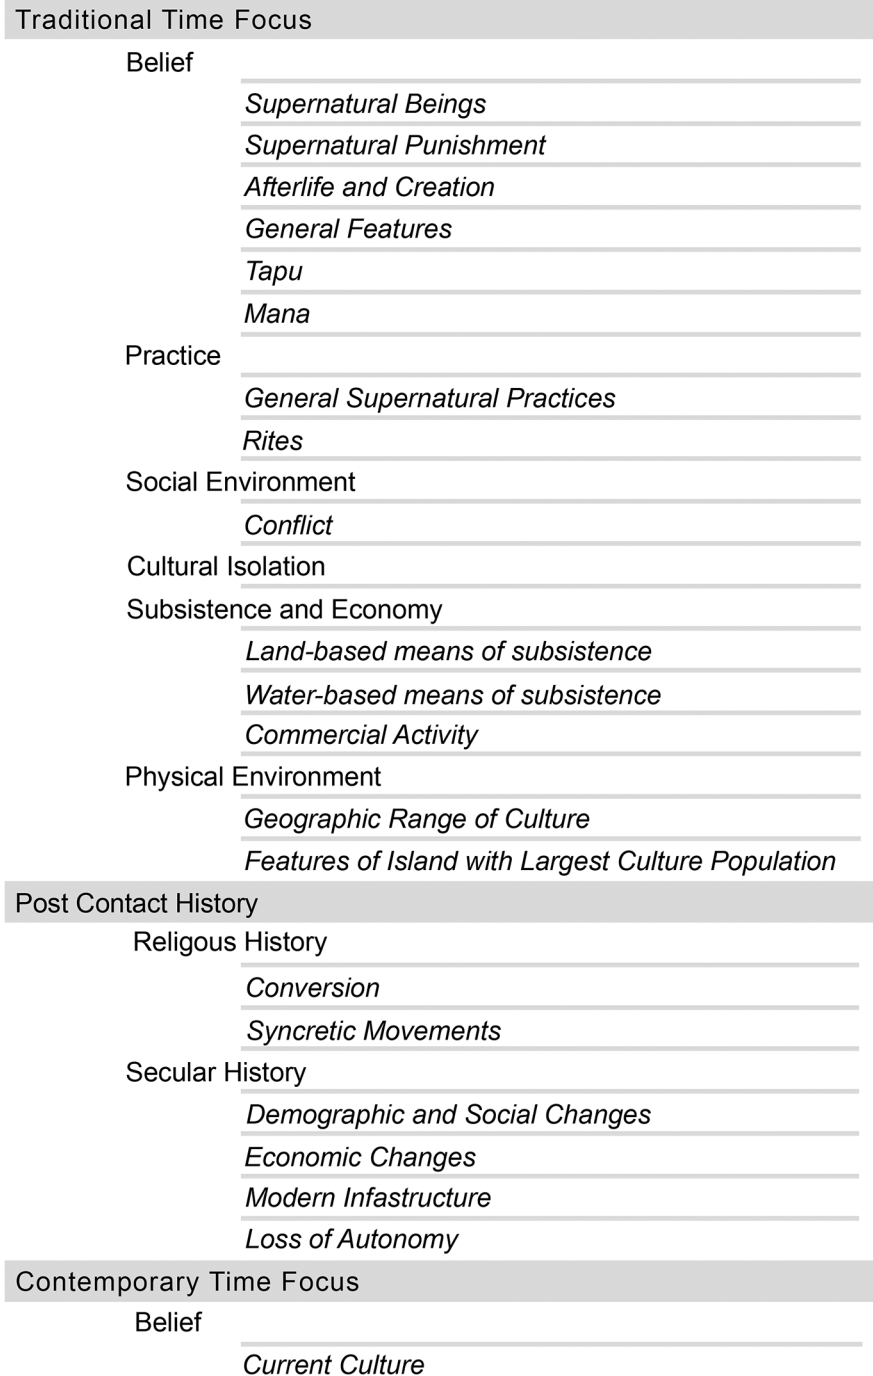 Traditional Time Focus
Belief
Supernatural Beings
Supernatural Punishment
Afterlife and Creation
General Features
Tapu
Mana
Practice
General Supernatural Practices
Rites
Social Environment
Conflict
Cultural Isolation
Subsistence and Economy
Land-based means of subsistence
Water-based means of subsistence
Commercial Activity
Physical Environment
Geographic Range of Culture
Features of Island with Largest Culture Population
Post Contact History
Religous History
Conversion
Syncretic Movements
Secular History
Demographic and Social Changes
Economic Changes
Modern Infastructure
Loss of Autonomy
Contemporary Time Focus
Belief
Current Culture